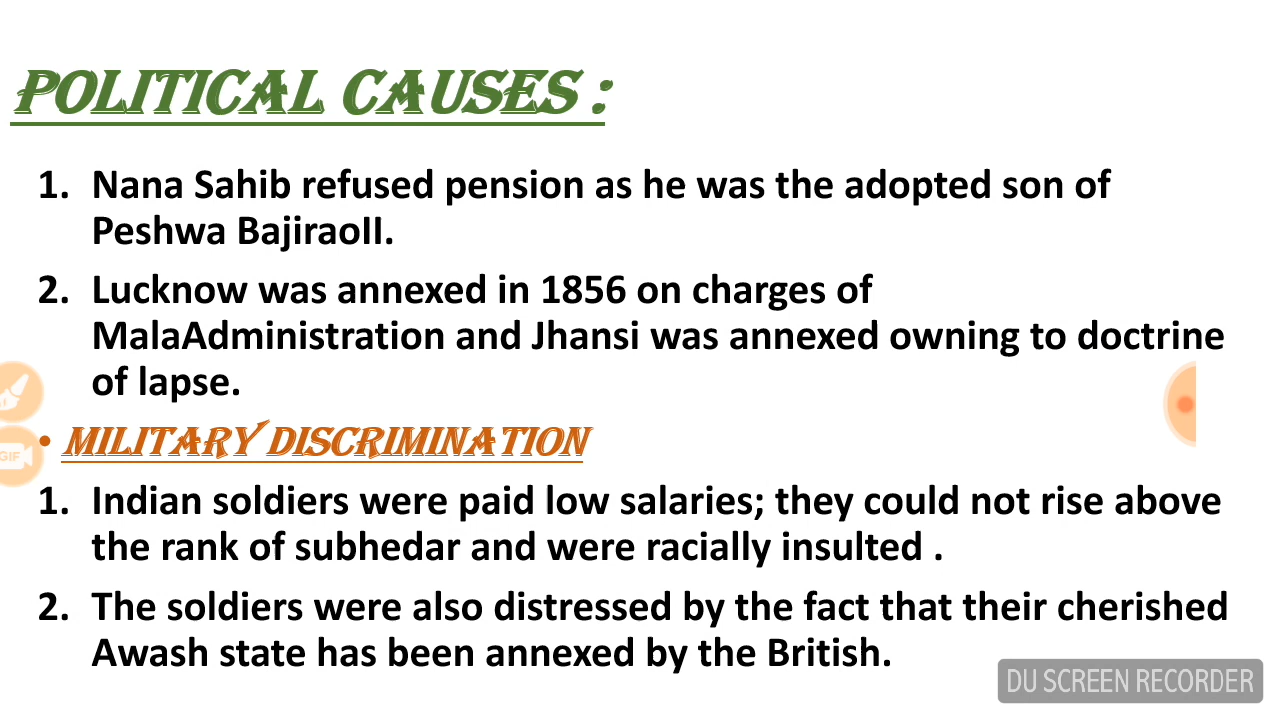 POLITICAL CAUSES :
1. Nana Sahib refused pension as he was the adopted son of
Peshwa BajiraoII.
2. Lucknow was annexed in 1856 on charges of
MalaAdministration and Jhansi was annexed owning to doctrine
of lapse.
• MILITARY DISCRIMINATION
1. Indian soldiers were paid low salaries; they could not rise above
the rank of subhedar and were racially insulted .
2. The soldiers were also distressed by the fact that their cherished
Awash state has been annexed by the British.
GIF
DU SCREEN RECORDER